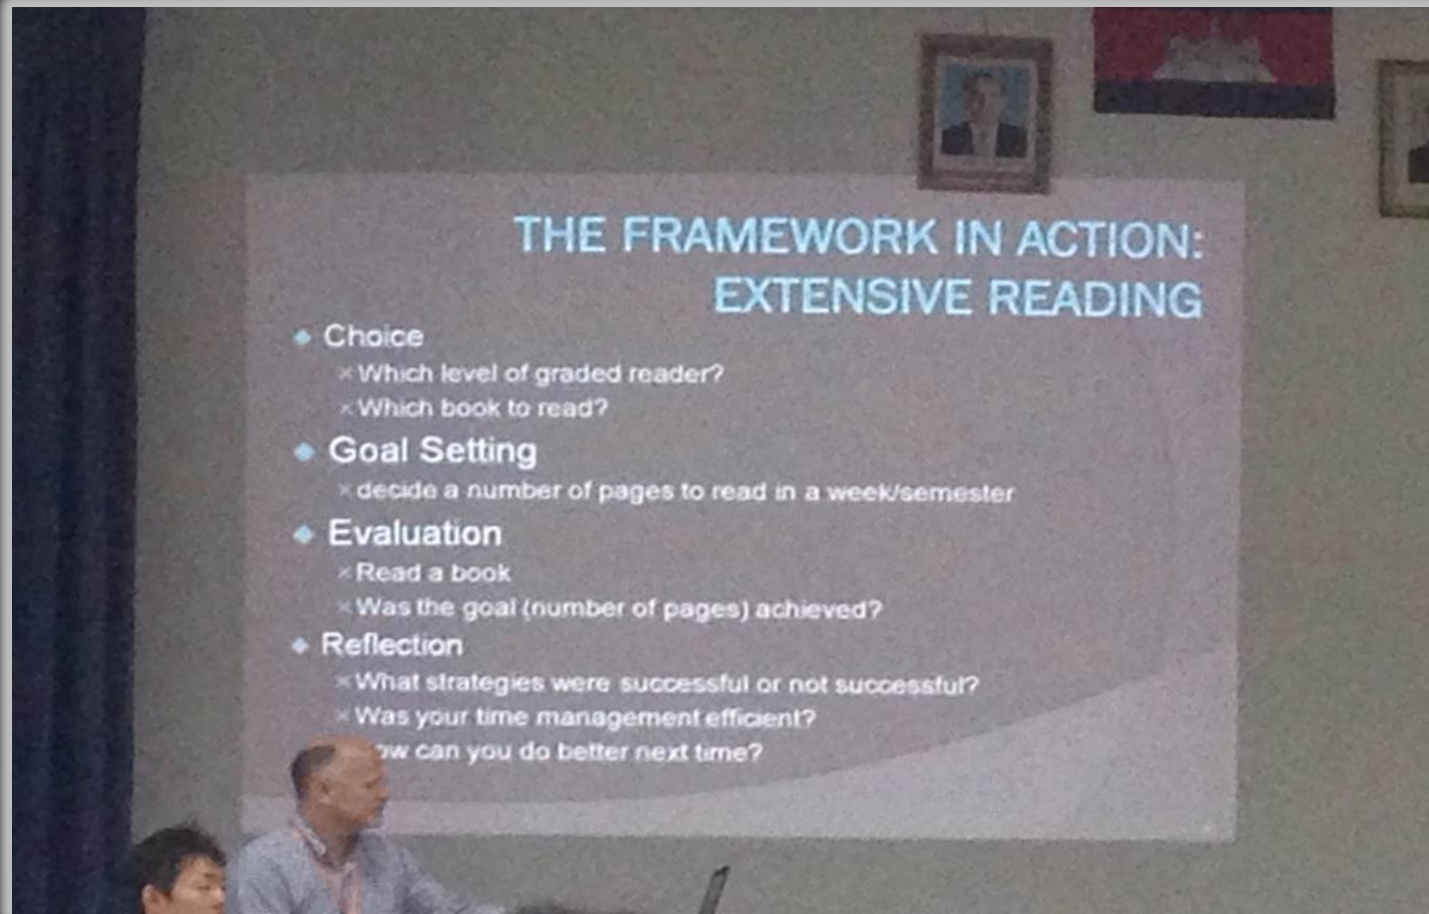 THE FRAMEWORK IN ACTION:
EXTENSIVE READING
Choice
Which level of graded reader?
Which book to read?
Goal Setting
decide a number of pages to read in a week/semester
Evaluation
Read a book
Was the goal (number of pages) achieved?
Reflection
What strategies were successful or not successful?
Was your time management efficient?
can you do better next time?